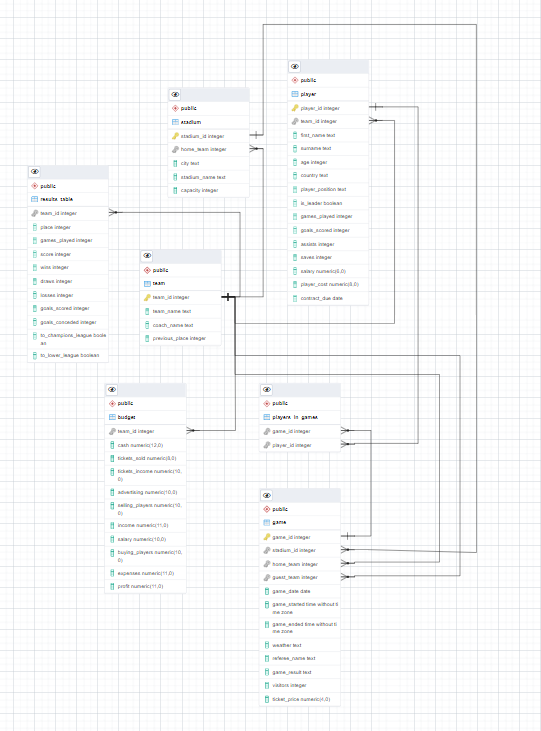 public
player
player_id integer
team_id integer
first_name text
surname text
age integer
country text
player_position text
is_leader boolean
games_played integer
goals_scored integer
assists integer
saves integer
salary numeric(6,0)
player_cost numeric(8,0)
contract_due date
public
stadium
stadium_id integer
home_team integer
city text
stadium_name text
capacity integer
public
results_table
team_id integer
place integer
games_played integer
score integer
wins integer
draws integer
losses integer
goals_scored integer
goals_conceded integer
to_champions_league boole
an
to_lower_league boolean
public
team
team_id integer
team_name text
coach_name text
previous_place integer
public
budget
team_id integer
cash numeric(12,0)
tickets_sold numeric(8,0)
tickets_income numeric(10,
0)
advertising numeric(10,0)
selling_players numeric(10,
0)
income numeric(11,0)
salary numeric(10,0)
buying_players numeric(10,
0)
expenses numeric(11,0)
profit numeric(11,0)
public
players_in_games
game_id integer
player_id integer
public
game
game_id integer
stadium_id integer
home_team integer
guest_team integer
game_date date
game_started time without ti
me zone
game_ended time without ti
me zone
weather text
referee_name text
game_result text
visitors integer
ticket_price numeric(4,0)